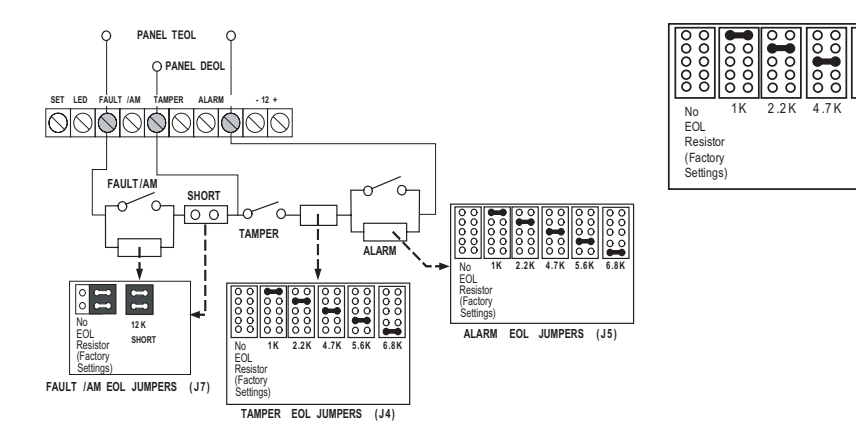 PANEL TEOL
PANEL DEOL
SET LED FAULT /AM TAMPER ALARM - 12 +
FAULT/AM
SHORT
TAMPER
ALARM
No
EOL
Resistor
(Factory
Settings)
12K
SHORT
FAULT /AM EOL JUMPERS (J7)
No
EOL
Resistor
(Factory
Settings)
1K 2.2K 4.7K 5.6K 6.8K
TAMPER EOL JUMPERS (J4)
No
EOL
Resistor
(Factory
Settings)
1K 2.2K 4.7K 5.6K 6.8K
ALARM EOL JUMPERS (J5)
No
EOL
Resistor
(Factory
Settings)
1K 2.2K 4.7K